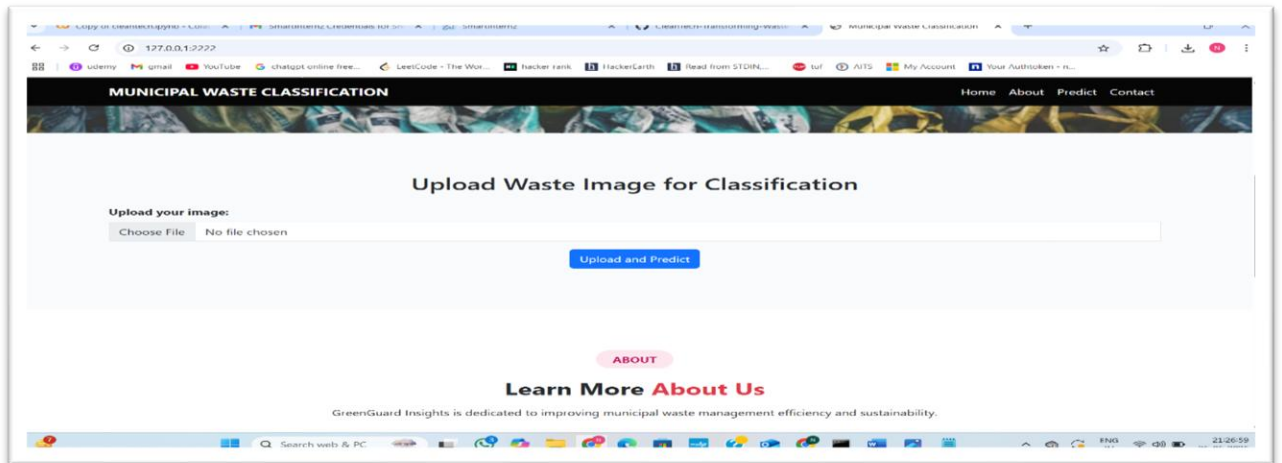 Copy of cleantech.ipynb - Cola
SmartInternz
Cleantech-Transforming-Waste
Municipal Waste Classification
127.0.0.1:2222
N
udemy gmail YouTube chatgpt online free... LeetCode - The Wor... hacker rank HackerEarth Read from STDIN,... tuf AITS My Account Your Authtoken - n...
MUNICIPAL WASTE CLASSIFICATION
Home About Predict Contact
Upload Waste Image for Classification
Upload your image:
Choose File No file chosen
Upload and Predict
ABOUT
Learn More About Us
GreenGuard Insights is dedicated to improving municipal waste management efficiency and sustainability.
Search web & PC
ENG
21:26:59